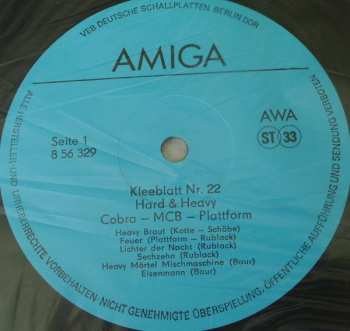 VEB DEUTSCHE SCHALLPLATTEN BERLIN DDR
AMIGA
AWA
ST 33
Seite 1
8 56 329
Kleeblatt Nr. 22
Hard & Heavy
Cobra – MCB – Plattform
Heavy Braut (Kotte – Schöbe)
Feuer (Plattform – Rublack)
Lichter der Nacht (Rublack)
Sechzehn (Rublack)
Heavy Mörtel Mischmaschine (Baur)
Eisenmann (Baur)
ALLE HERSTELLER- UND URHEBERRECHTE VORBEHALTEN · NICHT GENEHMIGTE ÜBERSPIELUNG, ÖFFENTLICHE AUFFÜHRUNG UND SENDUNG VERBOTEN